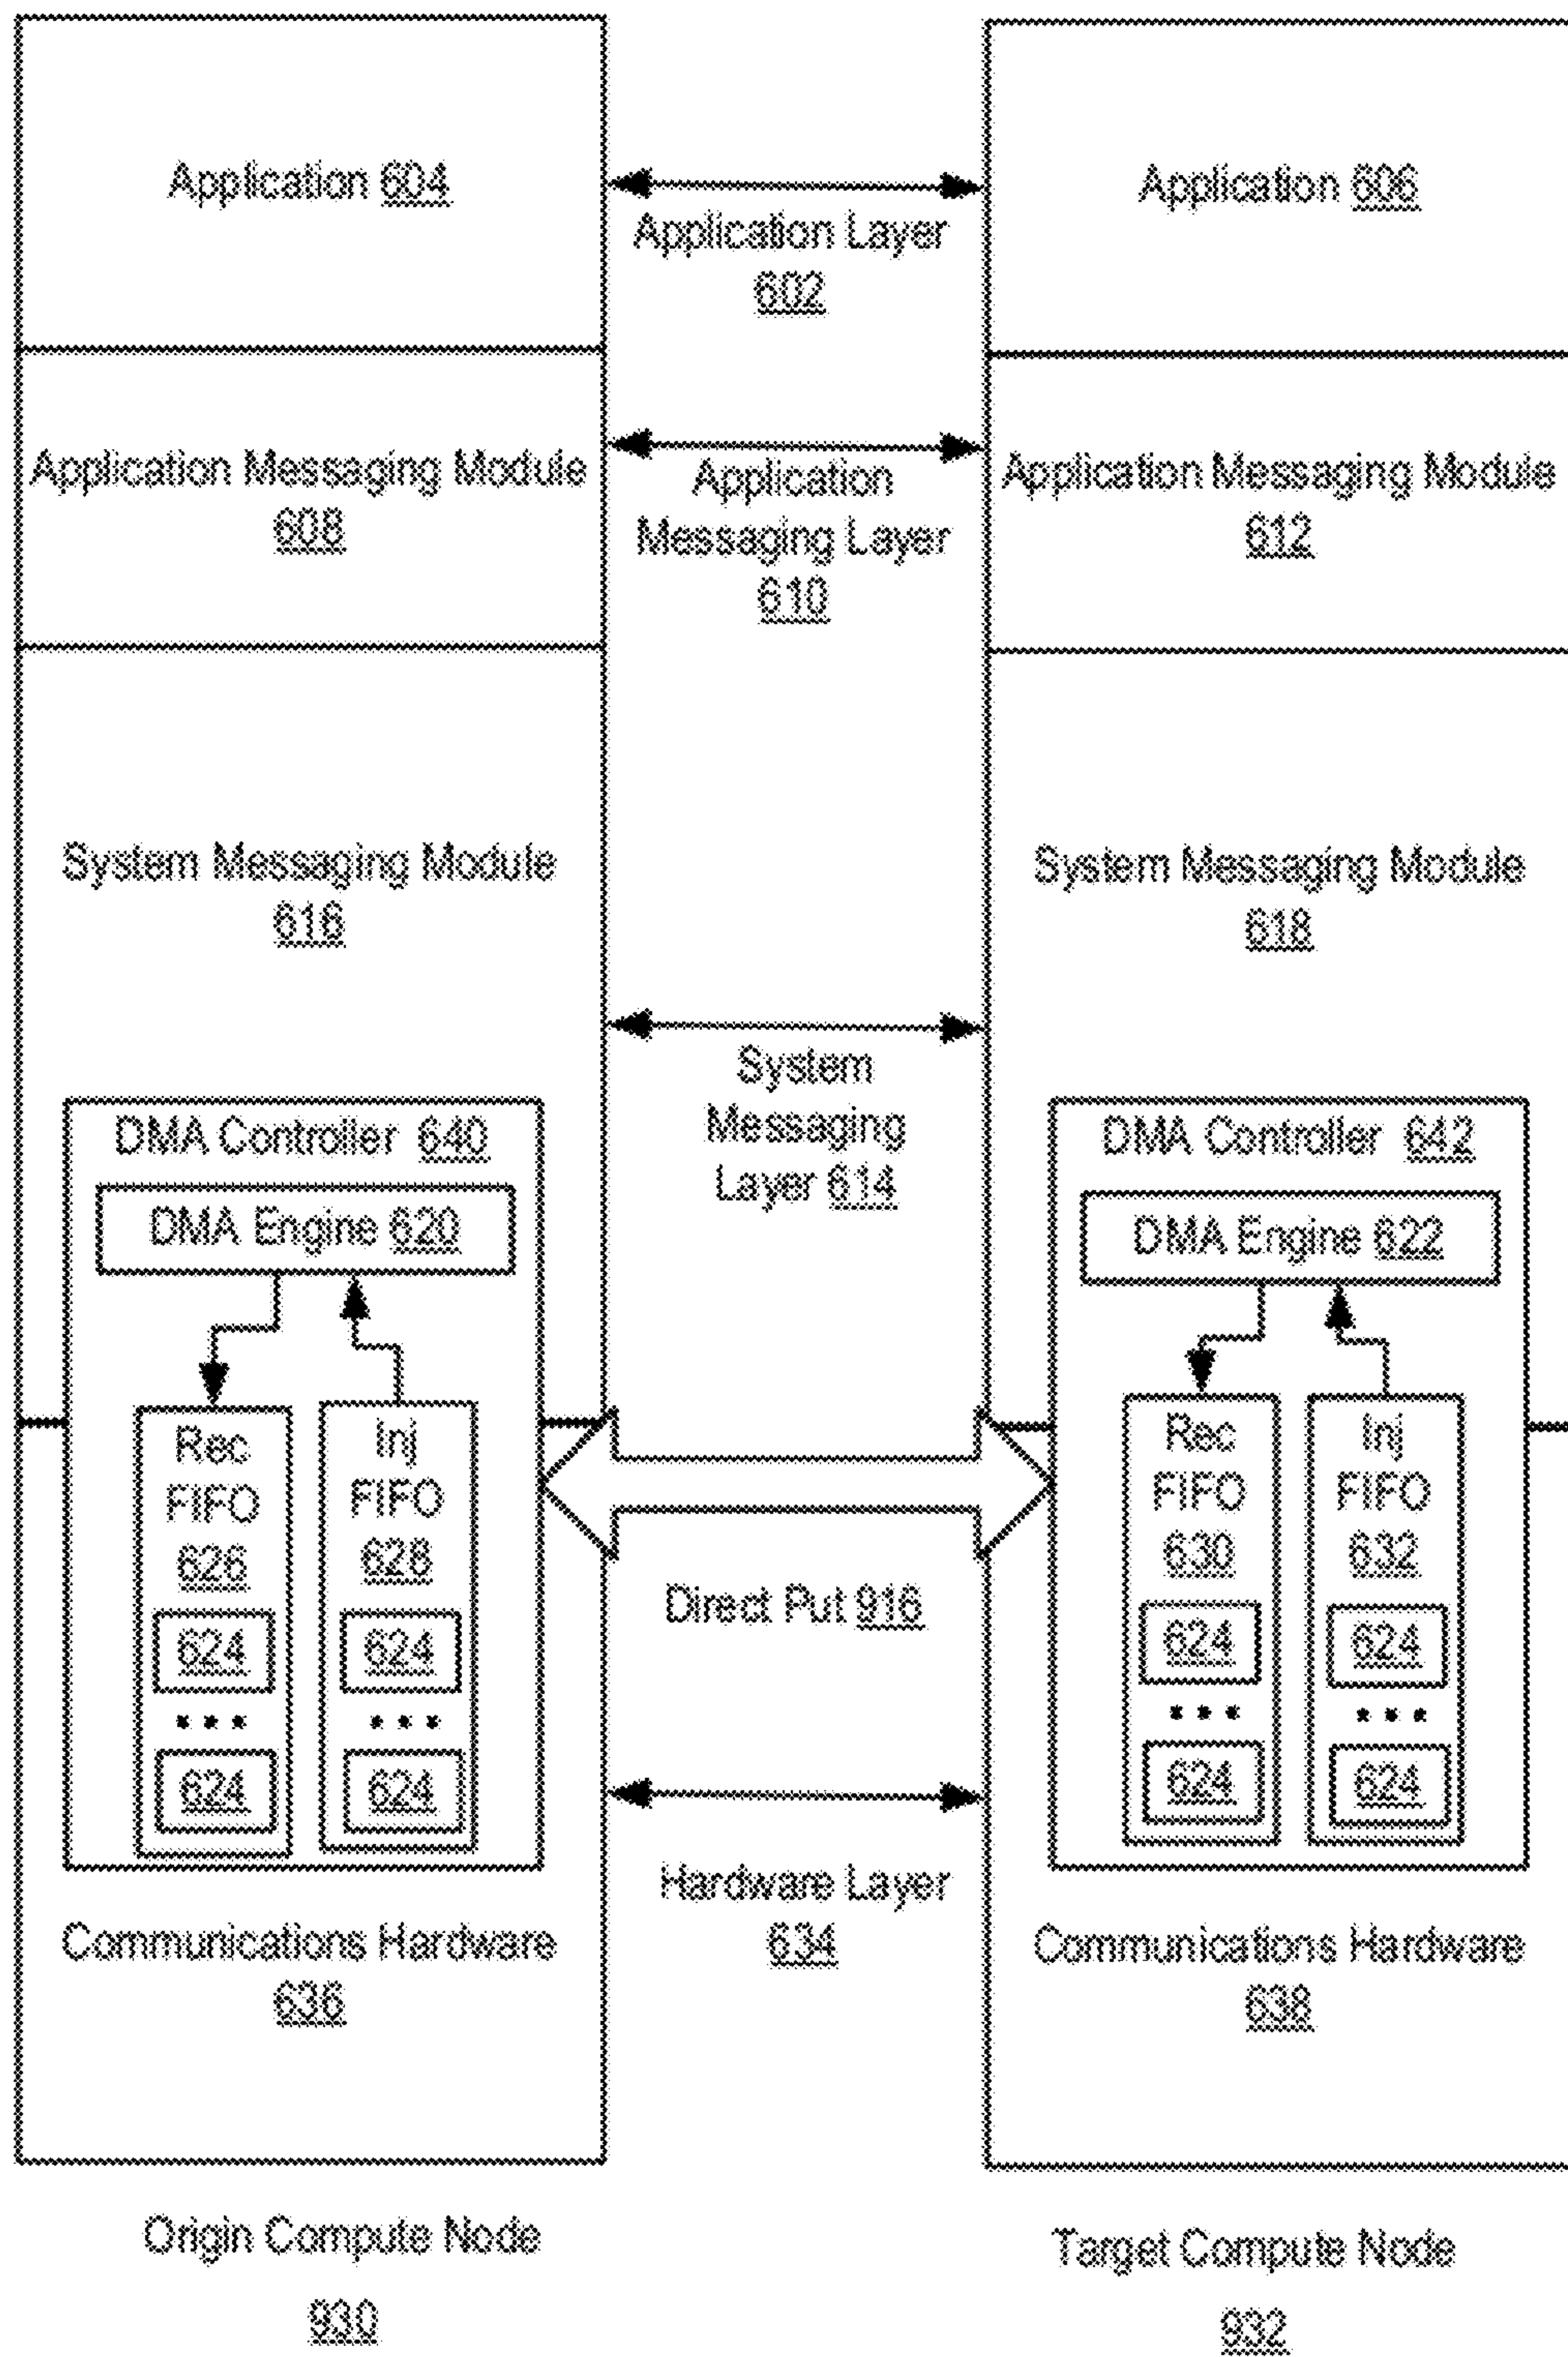 Application 604
Application Layer
602
Application 606
Application Messaging Module
608
Application
Messaging Layer
610
Application Messaging Module
612
System Messaging Module
616
System Messaging Module
618
System
Messaging
Layer 614
DMA Controller 640
DMA Engine 620
Rec
FIFO
626
624
• • •
624
Inj
FIFO
628
624
• • •
624
DMA Controller 642
DMA Engine 622
Rec
FIFO
630
624
• • •
624
Inj
FIFO
632
624
• • •
624
Direct Put 916
Hardware Layer
634
Communications Hardware
636
Communications Hardware
638
Origin Compute Node
930
Target Compute Node
932